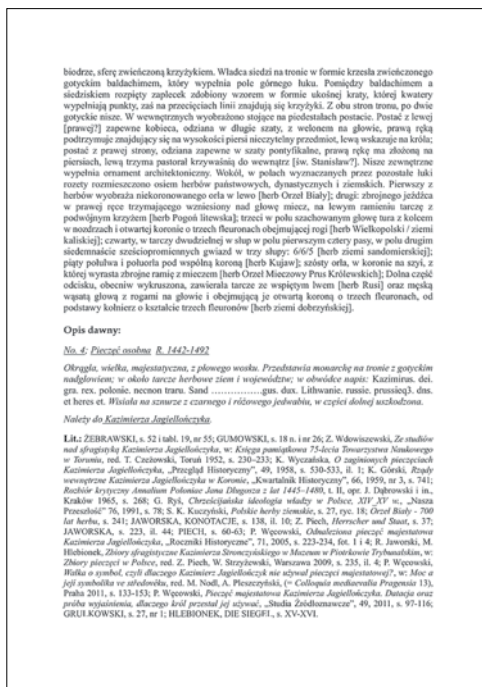 biodrze, sferę zwieńczoną krzyżykiem. Władca siedzi na tronie w formie krzesła zwieńczonego
gotyckim baldachimem, który wypełnia pole górnego łuku. Pomiędzy baldachimem a
siedziskiem rozpięty zaplecek zdobiony wzorem w formie ukośnej kraty, której kwatery
wypełniają punkty, zaś na przecięciach linii znajdują się krzyżyki. Z obu stron tronu, po dwie
gotyckie nisze. W wewnętrznych wyobrażono stojące na piedestałach postacie. Postać z lewej
[prawej?] zapewne kobieca, odziana w długie szaty, z welonem na głowie, prawą ręką
podtrzymuje znajdujący się na wysokości piersi nieczytelny przedmiot, lewą wskazuje na króla;
postać z prawej strony, odziana zapewne w szaty pontyfikalne, prawą rękę ma złożoną na
piersiach, lewą trzyma pastorał krzywaśnią do wewnątrz [św. Stanisław?]. Nisze zewnętrzne
wypełnia ornament architektoniczny. Wokół, w polach wyznaczanych przez pozostałe łuki
rozety rozmieszczono osiem herbów państwowych, dynastycznych i ziemskich. Pierwszy z
herbów wyobraża niekoronowanego orła w lewo [herb Orzeł Biały]; drugi: zbrojnego jeźdźca
w prawej ręce trzymającego wzniesiony nad głowę miecz, na lewym ramieniu tarczę z
podwójnym krzyżem [herb Pogoń litewska]; trzeci w polu szachowanym głowę tura z kolcem
w nozdrzach i otwartej koronie o trzech fleuronach obejmującej rogi [herb Wielkopolski / ziemi
kaliskiej]; czwarty, w tarczy dwudzielnej w słup w polu pierwszym cztery pasy, w polu drugim
siedemnaście sześciopromiennych gwiazd w trzy słupy: 6/6/5 [herb ziemi sandomierskiej];
piąty połulwa i połuorła pod wspólną koroną [herb Kujaw]; szósty orła, w koronie na szyi, z
której wyrasta zbrojne ramię z mieczem [herb Orzeł Mieczowy Prus Królewskich]; Dolna część
odcisku, obecnie wykruszona, zawierała tarcze ze wspiętym lwem [herb Rusi] oraz męską
wąsatą głową z rogami na głowie i obejmującą je otwartą koroną o trzech fleuronach, od
podstawy kołnierz o kształcie trzech fleuronów [herb ziemi dobrzyńskiej].
Opis dawny:
No. 4; Pieczęć osobna R. 1442-1492
Okrągła, wielka, majestatyczna, z płowego wosku. Przedstawia monarchę na tronie z gotyckim
nadgłowiem; w około tarcze herbowe ziem i województw; w obwódce napis: Kazimirus. dei.
gra. rex. polonie. necnon traru. Sand ……………gus. dux. Lithwanie. russie. prussieq3. dns.
et heres et. Wisiała na sznurze z czarnego i różowego jedwabiu, w części dolnej uszkodzona.
Należy do Kazimierza Jagiellończyka.
Lit.: ŻEBRAWSKI, s. 52 i tabl. 19, nr 55; GUMOWSKI, s. 18 n. i nr 26; Z. Wdowiszewski, Ze studiów
nad sfragistyką Kazimierza Jagiellończyka, w: Księga pamiątkowa 75-lecia Towarzystwa Naukowego
w Toruniu, red. T. Czeżowski, Toruń 1952, s. 230–233; K. Wyczańska, O zaginionych pieczęciach
Kazimierza Jagiellończyka, „Przegląd Historyczny”, 49, 1958, s. 530-533, il. 1; K. Górski, Rządy
wewnętrzne Kazimierza Jagiellończyka w Koronie, „Kwartalnik Historyczny”, 66, 1959, nr 3, s. 741;
Rozbiór krytyczny Annalium Poloniae Jana Długosza z lat 1445–1480, t. II, opr. J. Dąbrowski i in.,
Kraków 1965, s. 268; G. Ryś, Chrześcijańska ideologia władzy w Polsce, XIV_XV w., „Nasza
Przeszłość” 76, 1991, s. 78; S. K. Kuczyński, Polskie herby ziemskie, s. 27, ryc. 18; Orzeł Biały - 700
lat herbu, s. 241; JAWORSKA, KONOTACJE, s. 138, il. 10; Z. Piech, Herrscher und Staat, s. 37;
JAWORSKA, s. 223, il. 44; PIECH, s. 60-63; P. Węcowski, Odnaleziona pieczęć majestatowa
Kazimierza Jagiellończyka, „Roczniki Historyczne”, 71, 2005, s. 223-234, fot. 1 i 4; R. Jaworski, M.
Hlebionek, Zbiory sfragistyczne Kazimierza Stronczyńskiego w Muzeum w Piotrkowie Trybunalskim, w:
Zbiory pieczęci w Polsce, red. Z. Piech, W. Strzyżewski, Warszawa 2009, s. 235, il. 4; P. Węcowski,
Walka o symbol, czyli dlaczego Kazimierz Jagiellończyk nie używał pieczęci majestatowej?, w: Moc a
její symbolika ve středověku, red. M. Nodl, A. Pleszczyński, (= Colloquia mediaevalia Pragensia 13),
Praha 2011, s. 133-153; P. Węcowski, Pieczęć majestatowa Kazimierza Jagiellończyka. Datacja oraz
próba wyjaśnienia, dlaczego król przestał jej używać, „Studia Źródłoznawcze”, 49, 2011, s. 97-116;
GRULKOWSKI, s. 27, nr 1; HLEBIONEK, DIE SIEGEL, s. XV-XVI.